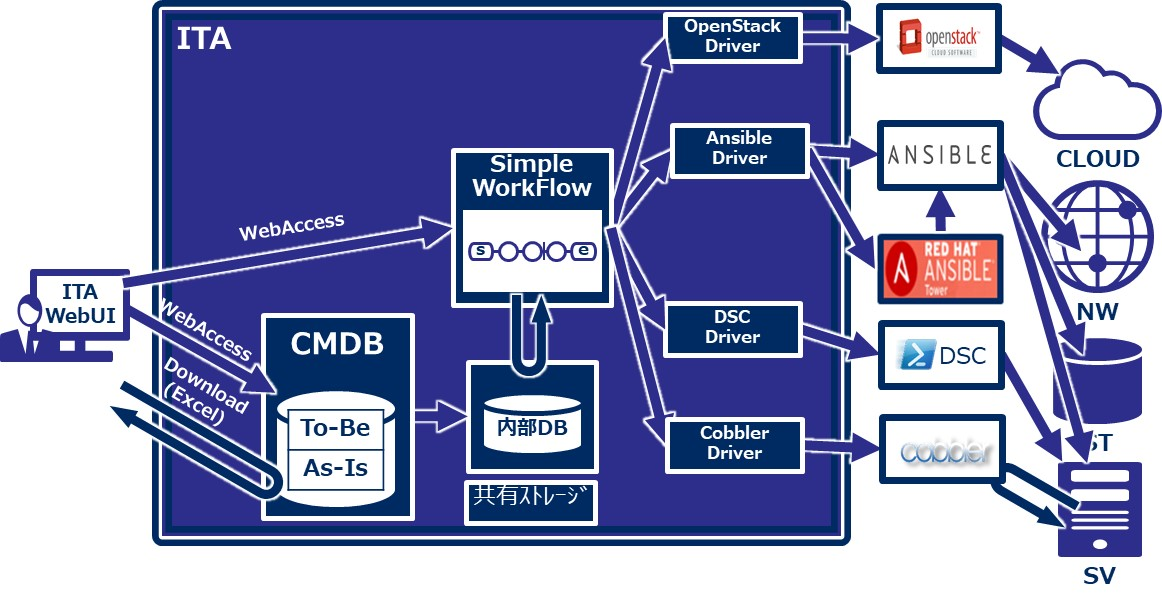 ITA
OpenStack
Driver
openstack™
CLOUD SOFTWARE
CLOUD
Ansible
Driver
ANSIBLE
Simple
WorkFlow
s
e
WebAccess
RED HAT
ANSIBLE
Tower
NW
ITA
WebUI
WebAccess
Download
(Excel)
CMDB
To-Be
As-Is
DSC
Driver
DSC
内部DB
共有ｽﾄﾚｰｼﾞ
Cobbler
Driver
cobbler
ST
SV